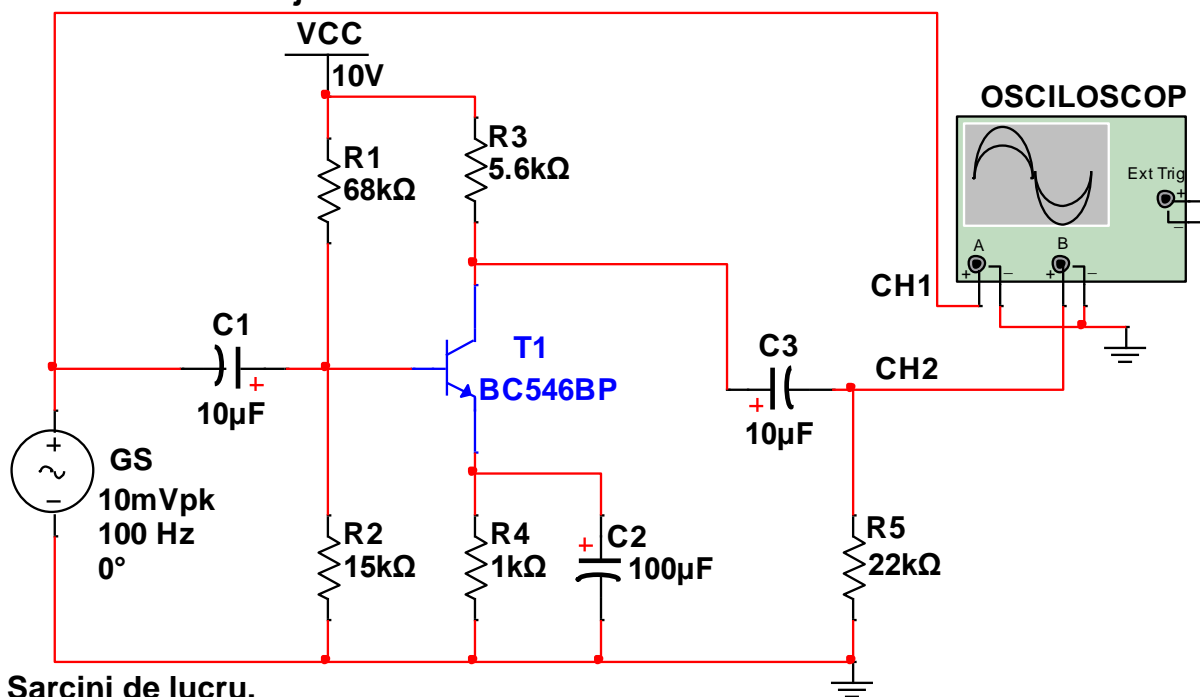 VCC
10V
OSCILOSCOP
R3
5.6kΩ
R1
68kΩ
Ext Trig
+
_
A
B
+
_
+
_
CH1
C1
+
10µF
T1
BC546BP
C3
+
10µF
CH2
+
GS
10mVpk
100 Hz
0°
R2
15kΩ
R4
1kΩ
+
C2
100µF
R5
22kΩ
Sarcini de lucru.